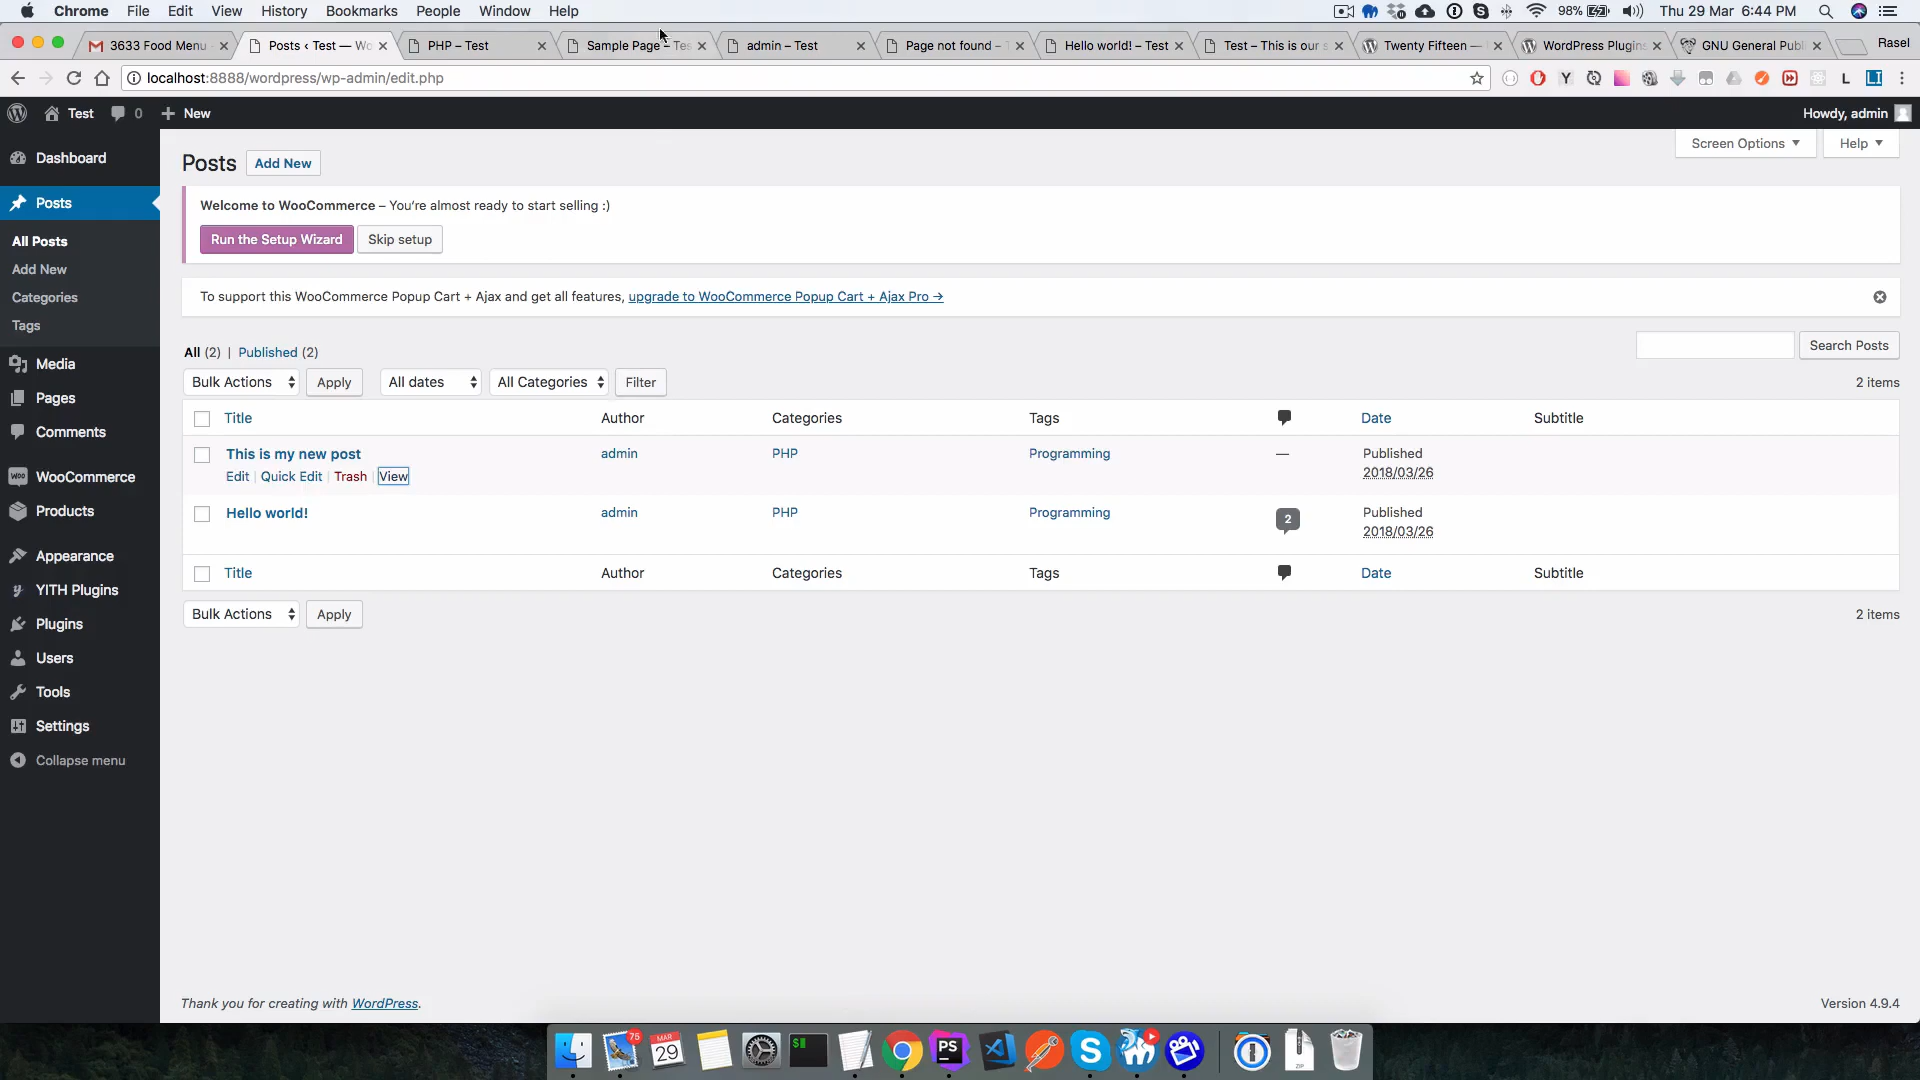 Chrome File Edit View History Bookmarks People Window Help 98% Thu 29 Mar 6:44 PM
3633 Food Menu Posts ‹ Test — Wo PHP – Test Sample Page – Tes admin – Test Page not found – Hello world! – Test Test – This is our s Twenty Fifteen — WordPress Plugins GNU General Publ Rasel
localhost:8888/wordpress/wp-admin/edit.php
Test 0 New Howdy, admin
Dashboard
Posts
All Posts
Add New
Categories
Tags
Media
Pages
Comments
WooCommerce
Products
Appearance
YITH Plugins
Plugins
Users
Tools
Settings
Collapse menu
Screen Options Help
Posts Add New
Welcome to WooCommerce – You're almost ready to start selling :)
Run the Setup Wizard Skip setup
To support this WooCommerce Popup Cart + Ajax and get all features, upgrade to WooCommerce Popup Cart + Ajax Pro →
All (2) | Published (2)
Search Posts
Bulk Actions Apply All dates All Categories Filter 2 items
Title Author Categories Tags Date Subtitle
This is my new post admin PHP Programming — Published
Edit | Quick Edit | Trash | View 2018/03/26
Hello world! admin PHP Programming 2 Published
2018/03/26
Title Author Categories Tags Date Subtitle
Bulk Actions Apply 2 items
Thank you for creating with WordPress. Version 4.9.4
75 MAR 29 $ PS S ZIP